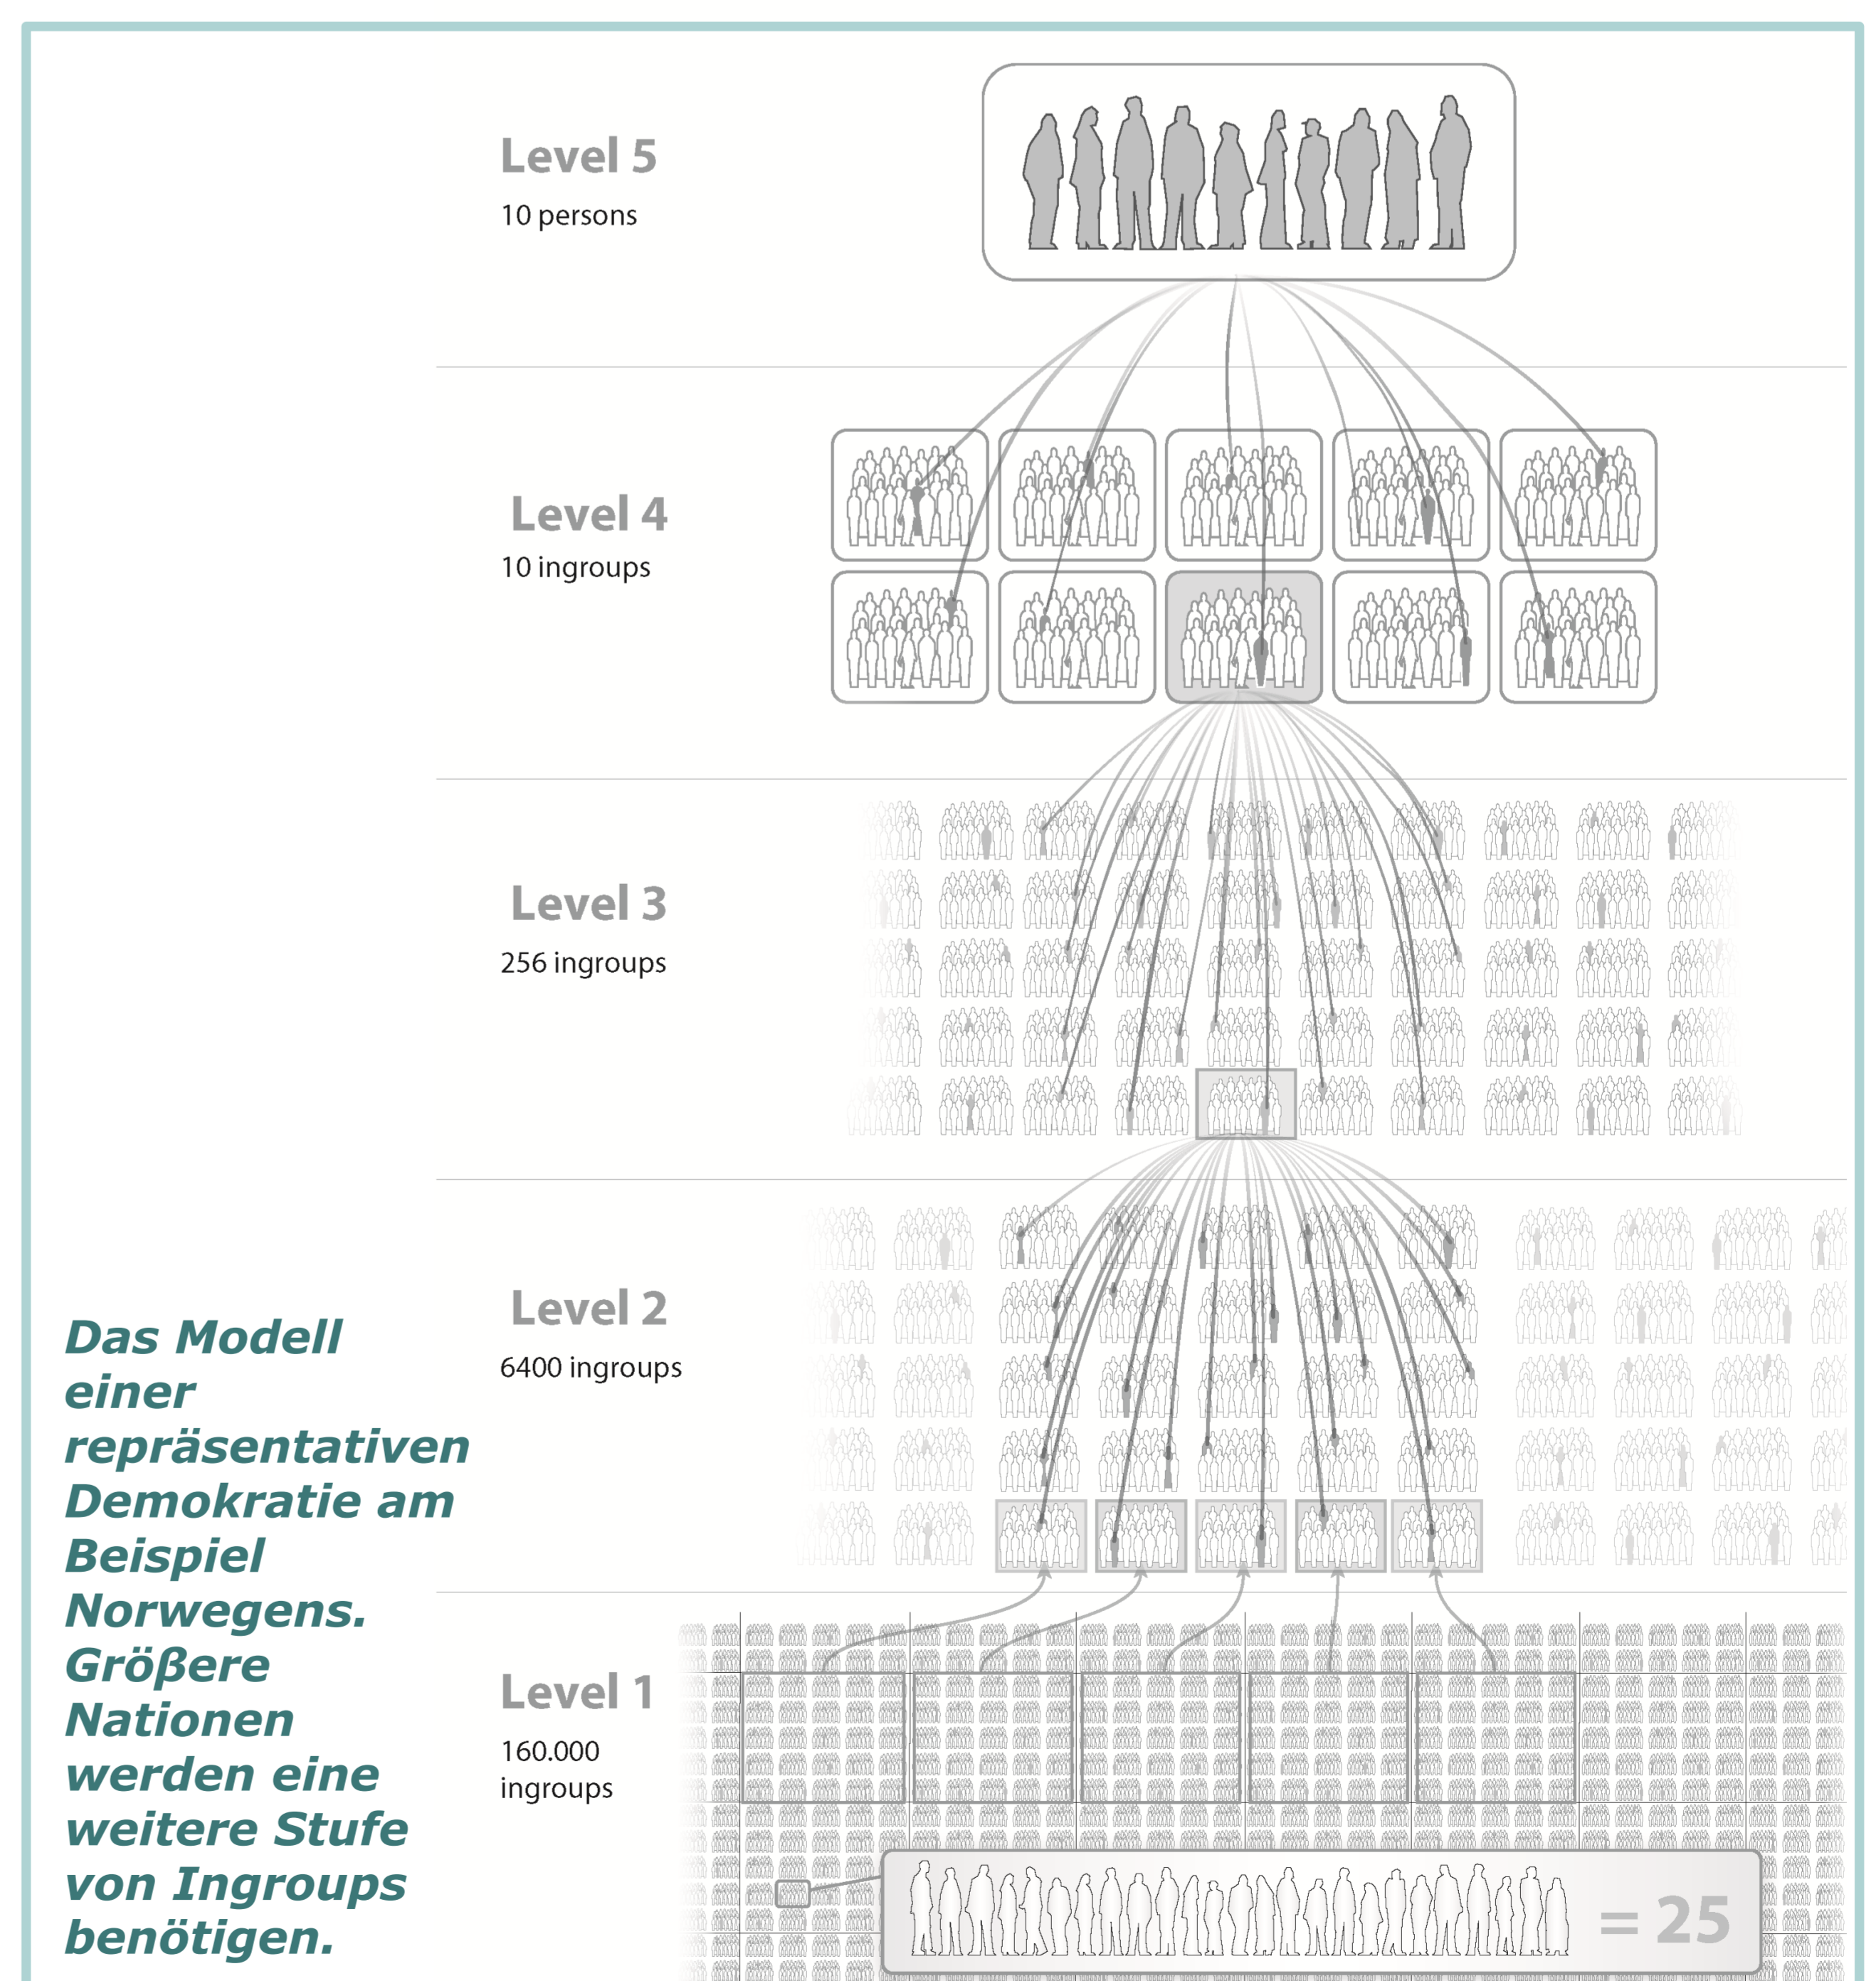 Level 5
10 persons
Level 4
10 ingroups
Level 3
256 ingroups
Level 2
6400 ingroups
Das Modell
einer
repräsentativen
Demokratie am
Beispiel
Norwegens.
Größere
Nationen
werden eine
weitere Stufe
von Ingroups
benötigen.
Level 1
160.000
ingroups
= 25